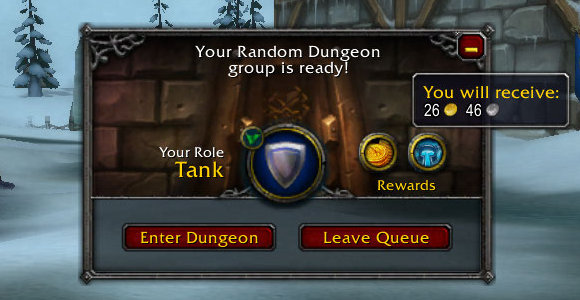 Your Random Dungeon
group is ready!
You will receive:
26 46
Your Role
Tank
Rewards
Enter Dungeon
Leave Queue